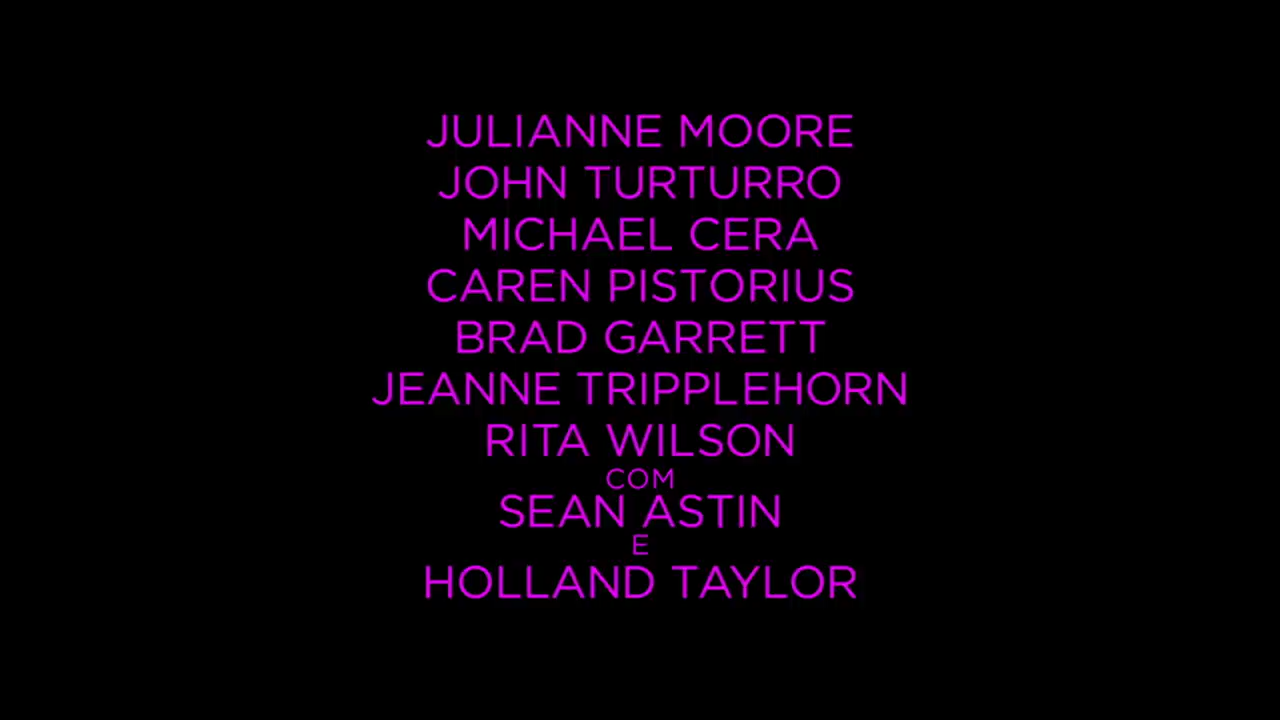 JULIANNE MOORE
JOHN TURTURRO
MICHAEL CERA
CAREN PISTORIUS
BRAD GARRETT
JEANNE TRIPPLEHORN
RITA WILSON
COM
SEAN ASTIN
E
HOLLAND TAYLOR